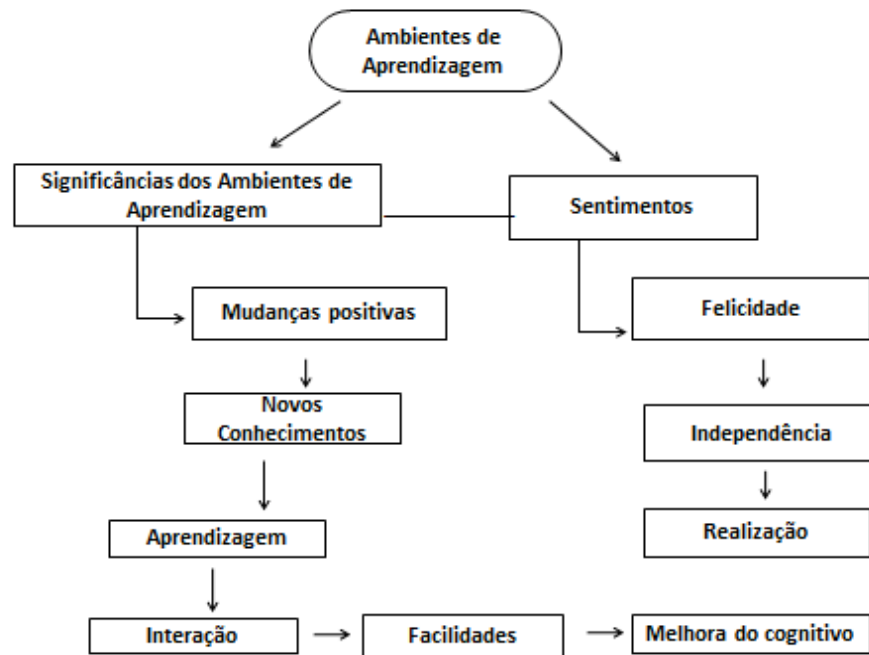 Ambientes de
Aprendizagem
Significâncias dos Ambientes de
Aprendizagem
Sentimentos
Mudanças positivas
Felicidade
Novos
Conhecimentos
Independência
Aprendizagem
Realização
Interação
Facilidades
Melhora do cognitivo